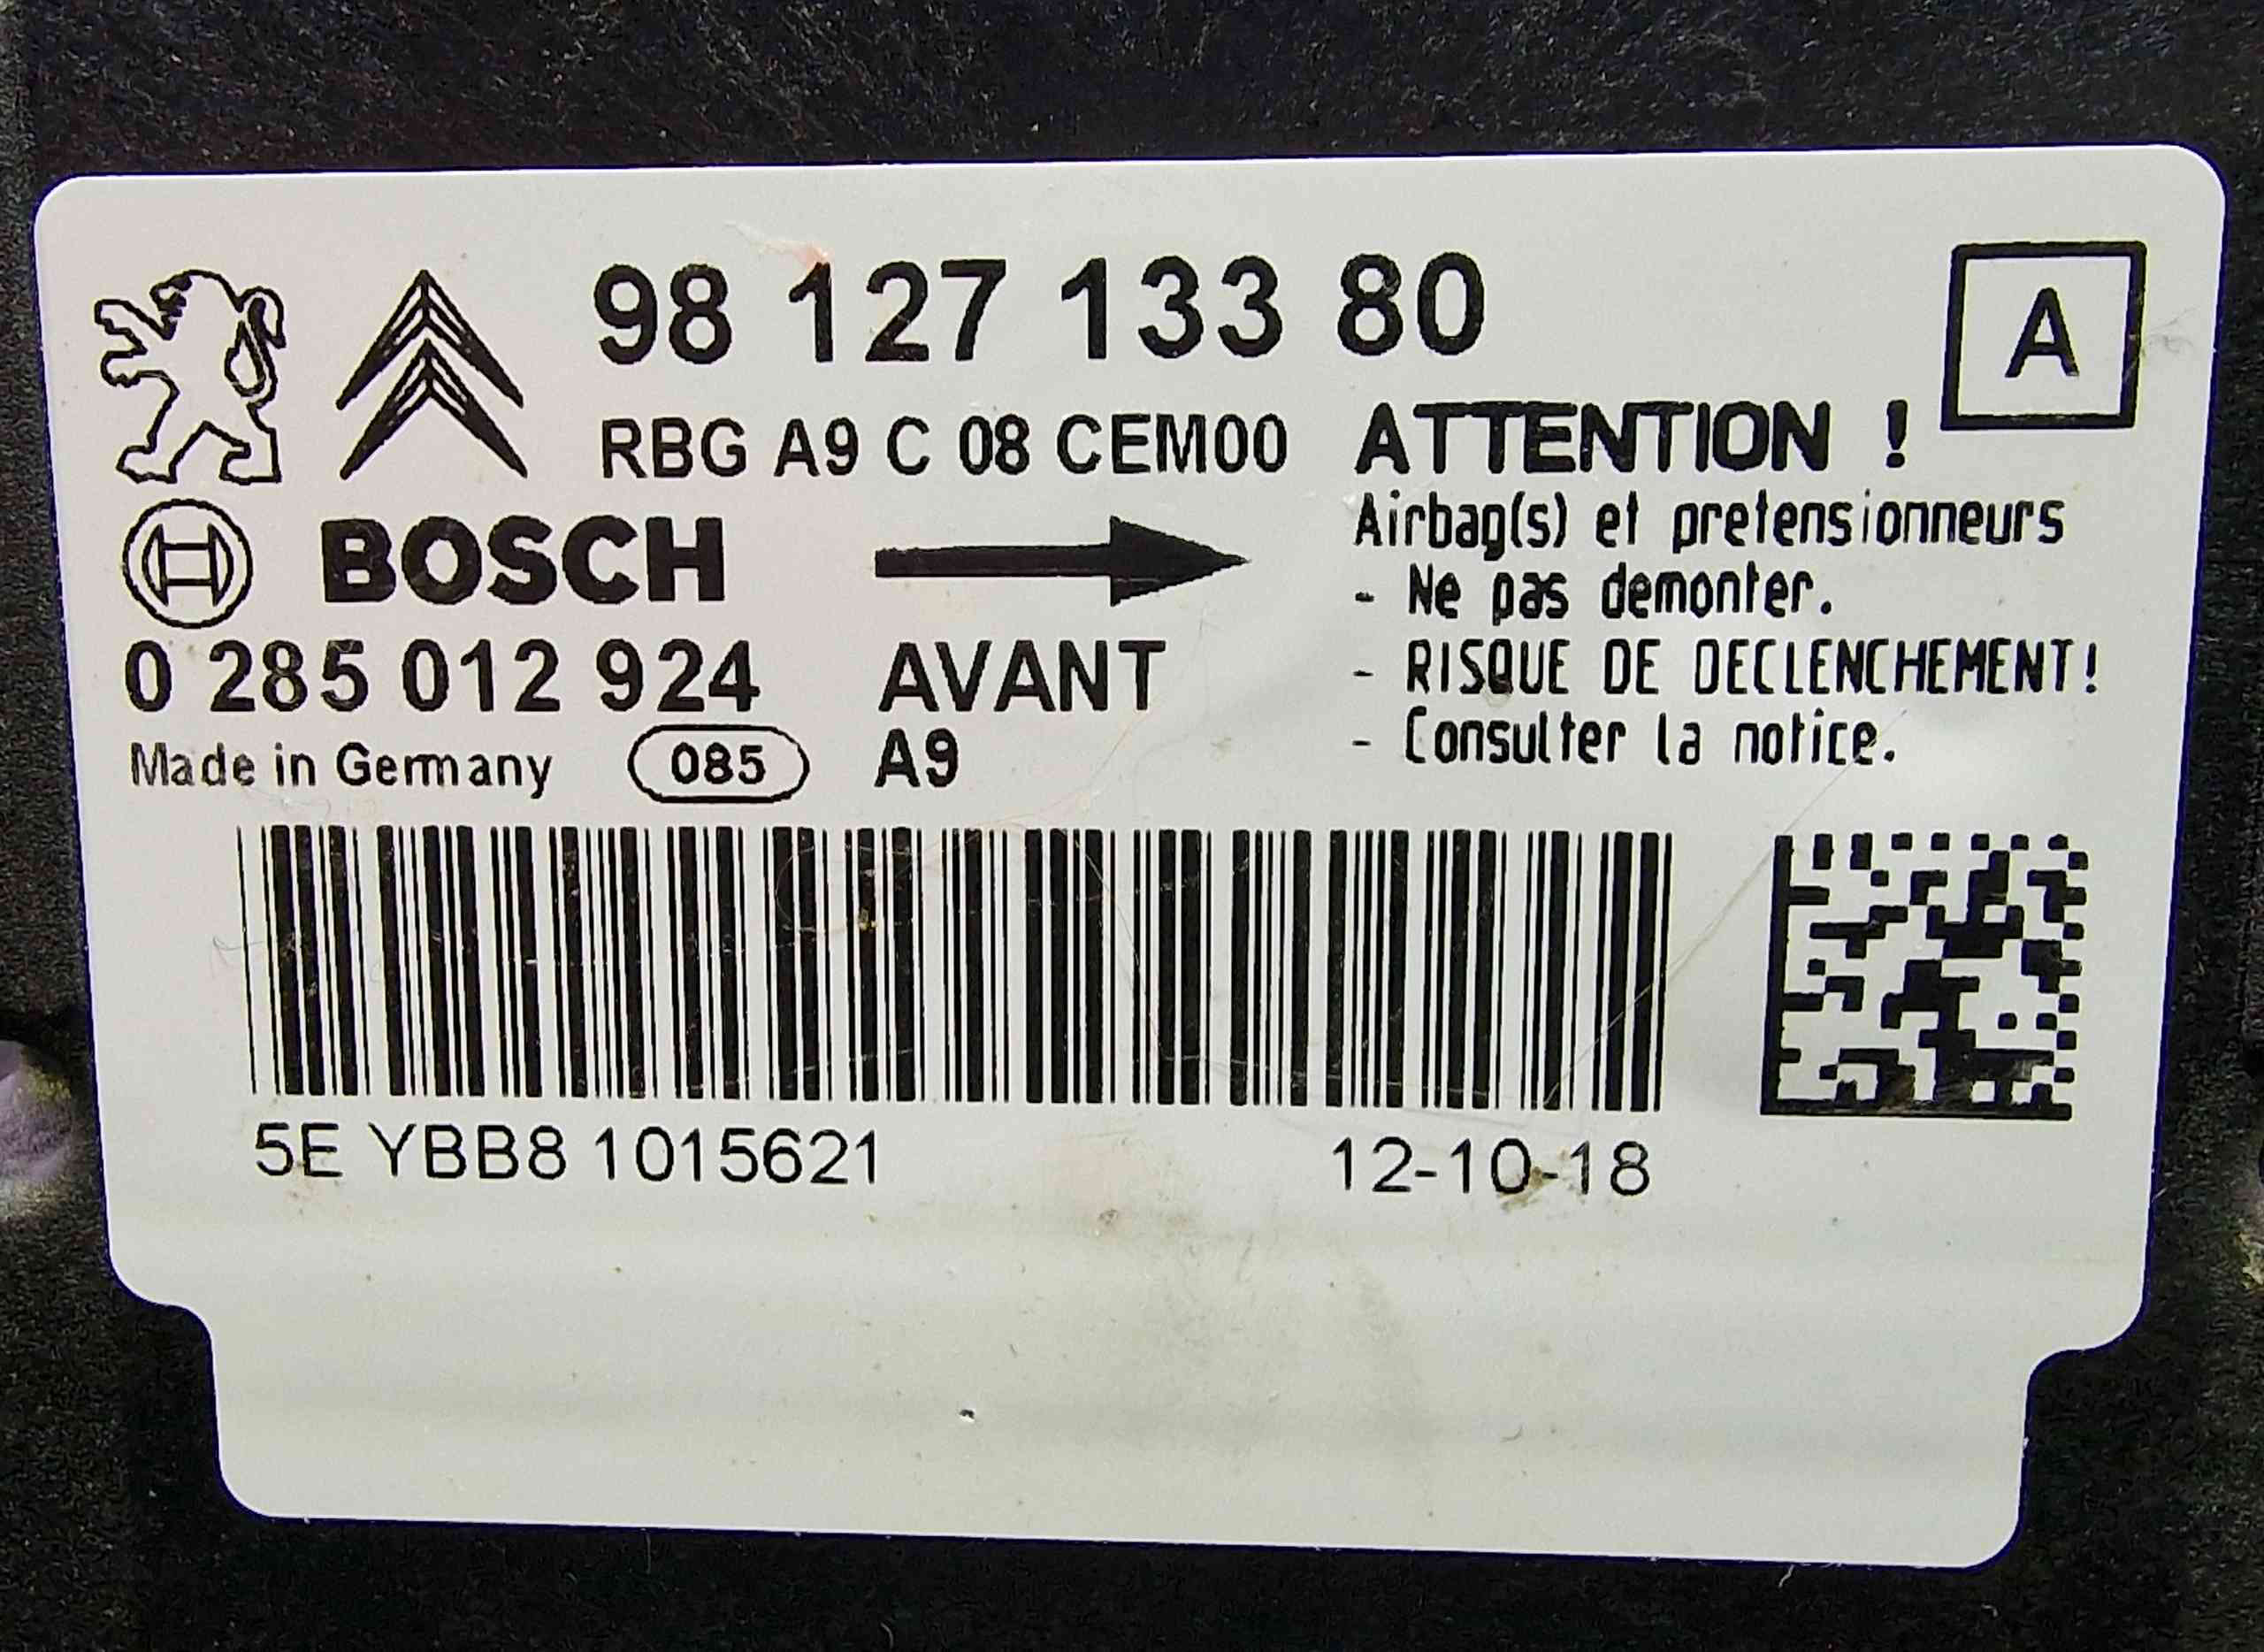 98 127 133 80
A
RBG A9 C 08 CEM00
ATTENTION !
BOSCH
Airbag(s) et pretensionneurs
- Ne pas demonter.
0 285 012 924
AVANT
- RISQUE DE DECLENCHEMENT!
Made in Germany
085
A9
- Consulter la notice.
5E YBB8 1015621
12-10-18